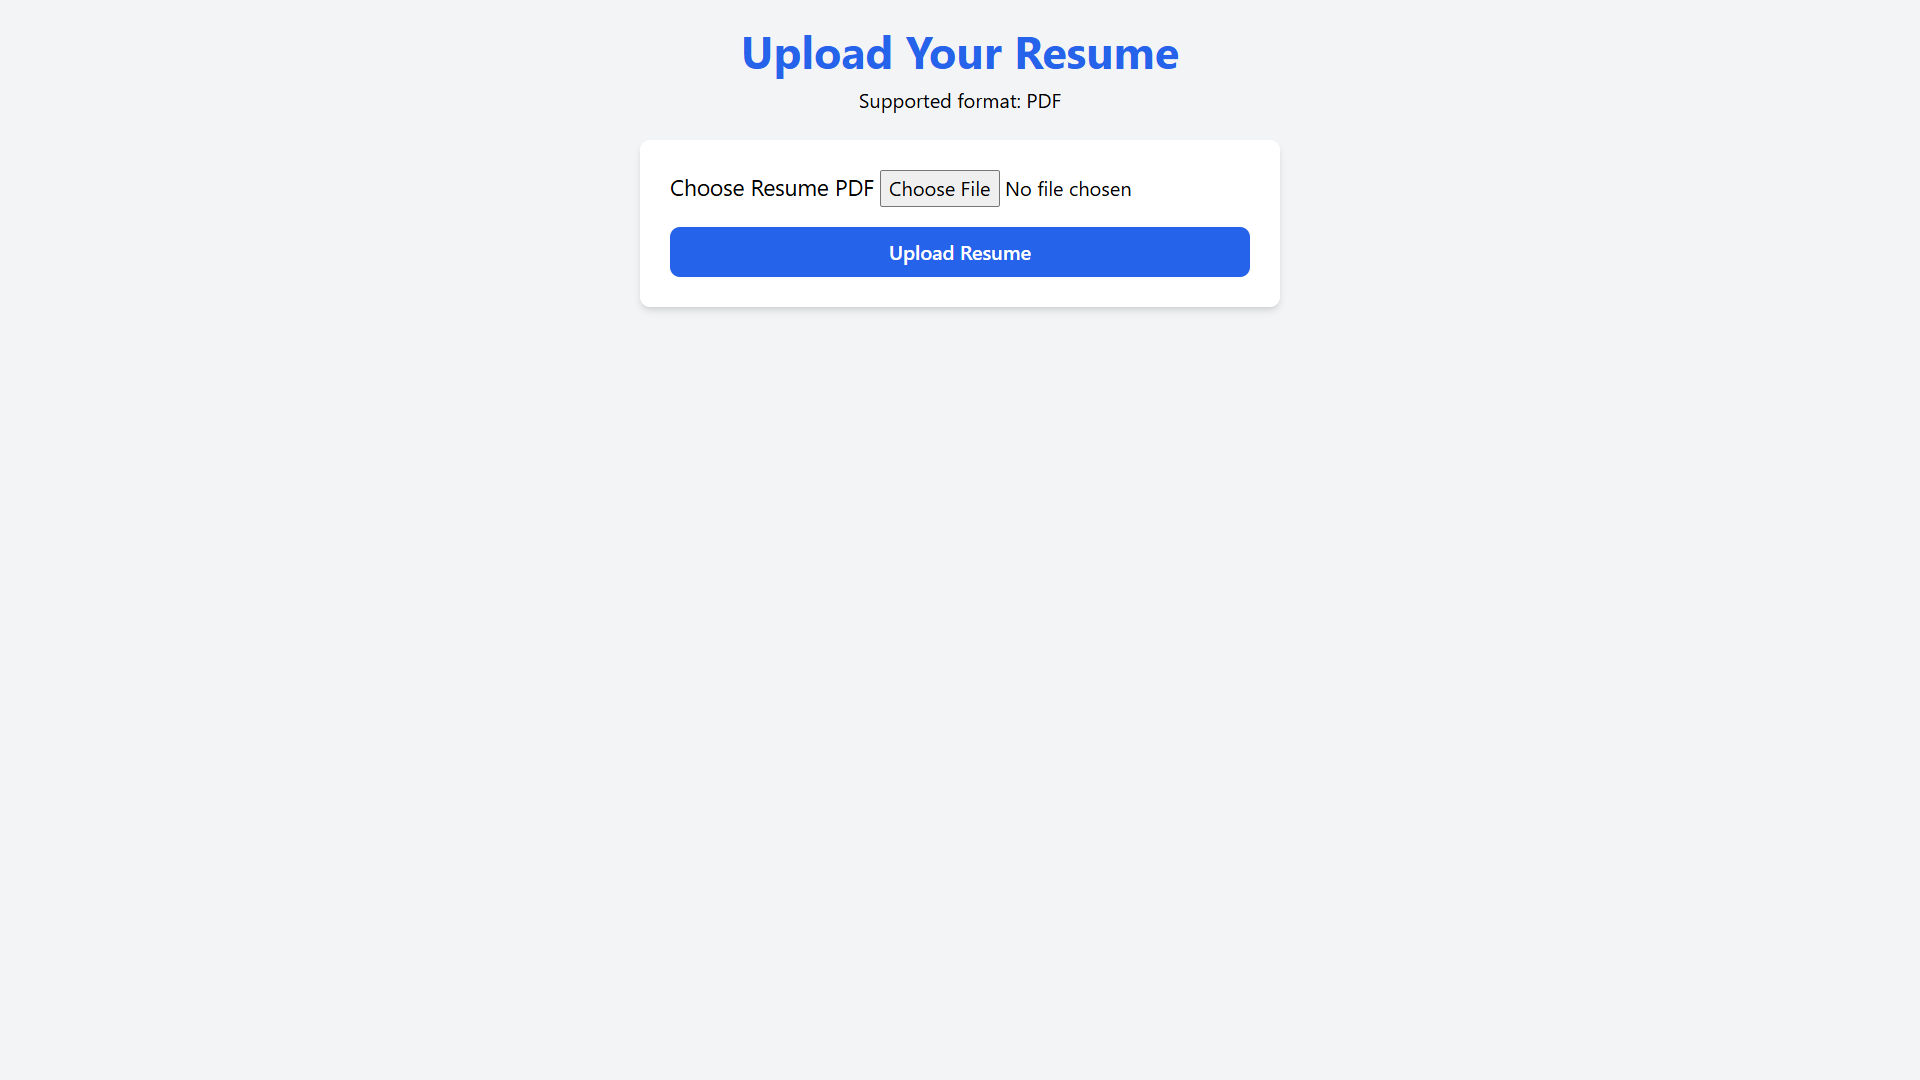 Upload Your Resume
Supported format: PDF
Choose Resume PDF Choose File No file chosen
Upload Resume